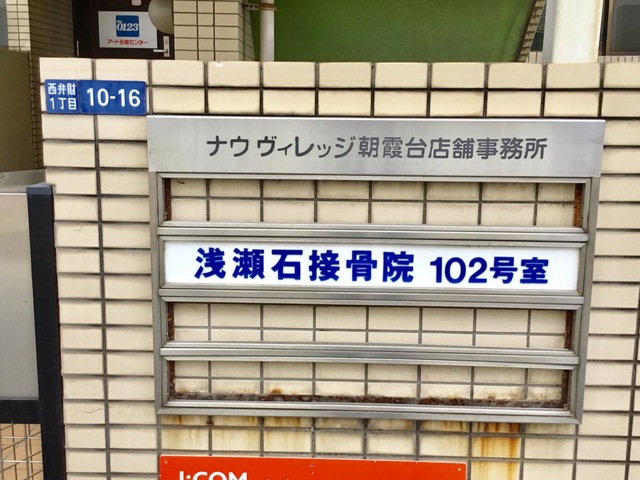 0123
アート引越センター
西弁財
1丁目
10-16
ナウ ヴィレッジ朝霞台店舗事務所
浅瀬石接骨院 102号室
J:COM